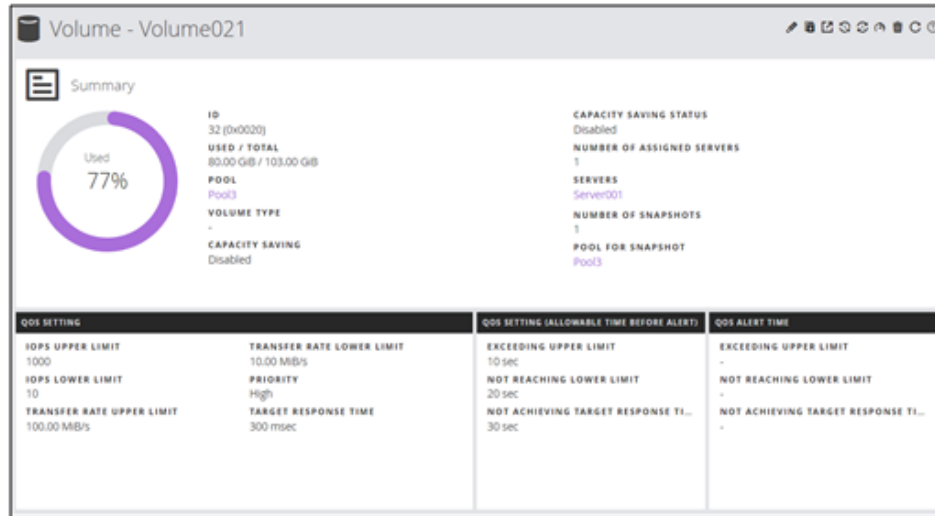 Volume - Volume021
Summary
Used
77%
ID
32 (0x0020)
USED / TOTAL
80.00 GiB / 103.00 GiB
POOL
Pool3
VOLUME TYPE
-
CAPACITY SAVING
Disabled
CAPACITY SAVING STATUS
Disabled
NUMBER OF ASSIGNED SERVERS
1
SERVERS
Server001
NUMBER OF SNAPSHOTS
1
POOL FOR SNAPSHOT
Pool3
QOS SETTING
IOPS UPPER LIMIT
1000
IOPS LOWER LIMIT
10
TRANSFER RATE UPPER LIMIT
100.00 MiB/s
TRANSFER RATE LOWER LIMIT
10.00 MiB/s
PRIORITY
High
TARGET RESPONSE TIME
300 msec
QOS SETTING (ALLOWABLE TIME BEFORE ALERT)
EXCEEDING UPPER LIMIT
10 sec
NOT REACHING LOWER LIMIT
20 sec
NOT ACHIEVING TARGET RESPONSE TI...
30 sec
QOS ALERT TIME
EXCEEDING UPPER LIMIT
-
NOT REACHING LOWER LIMIT
-
NOT ACHIEVING TARGET RESPONSE TI...
-